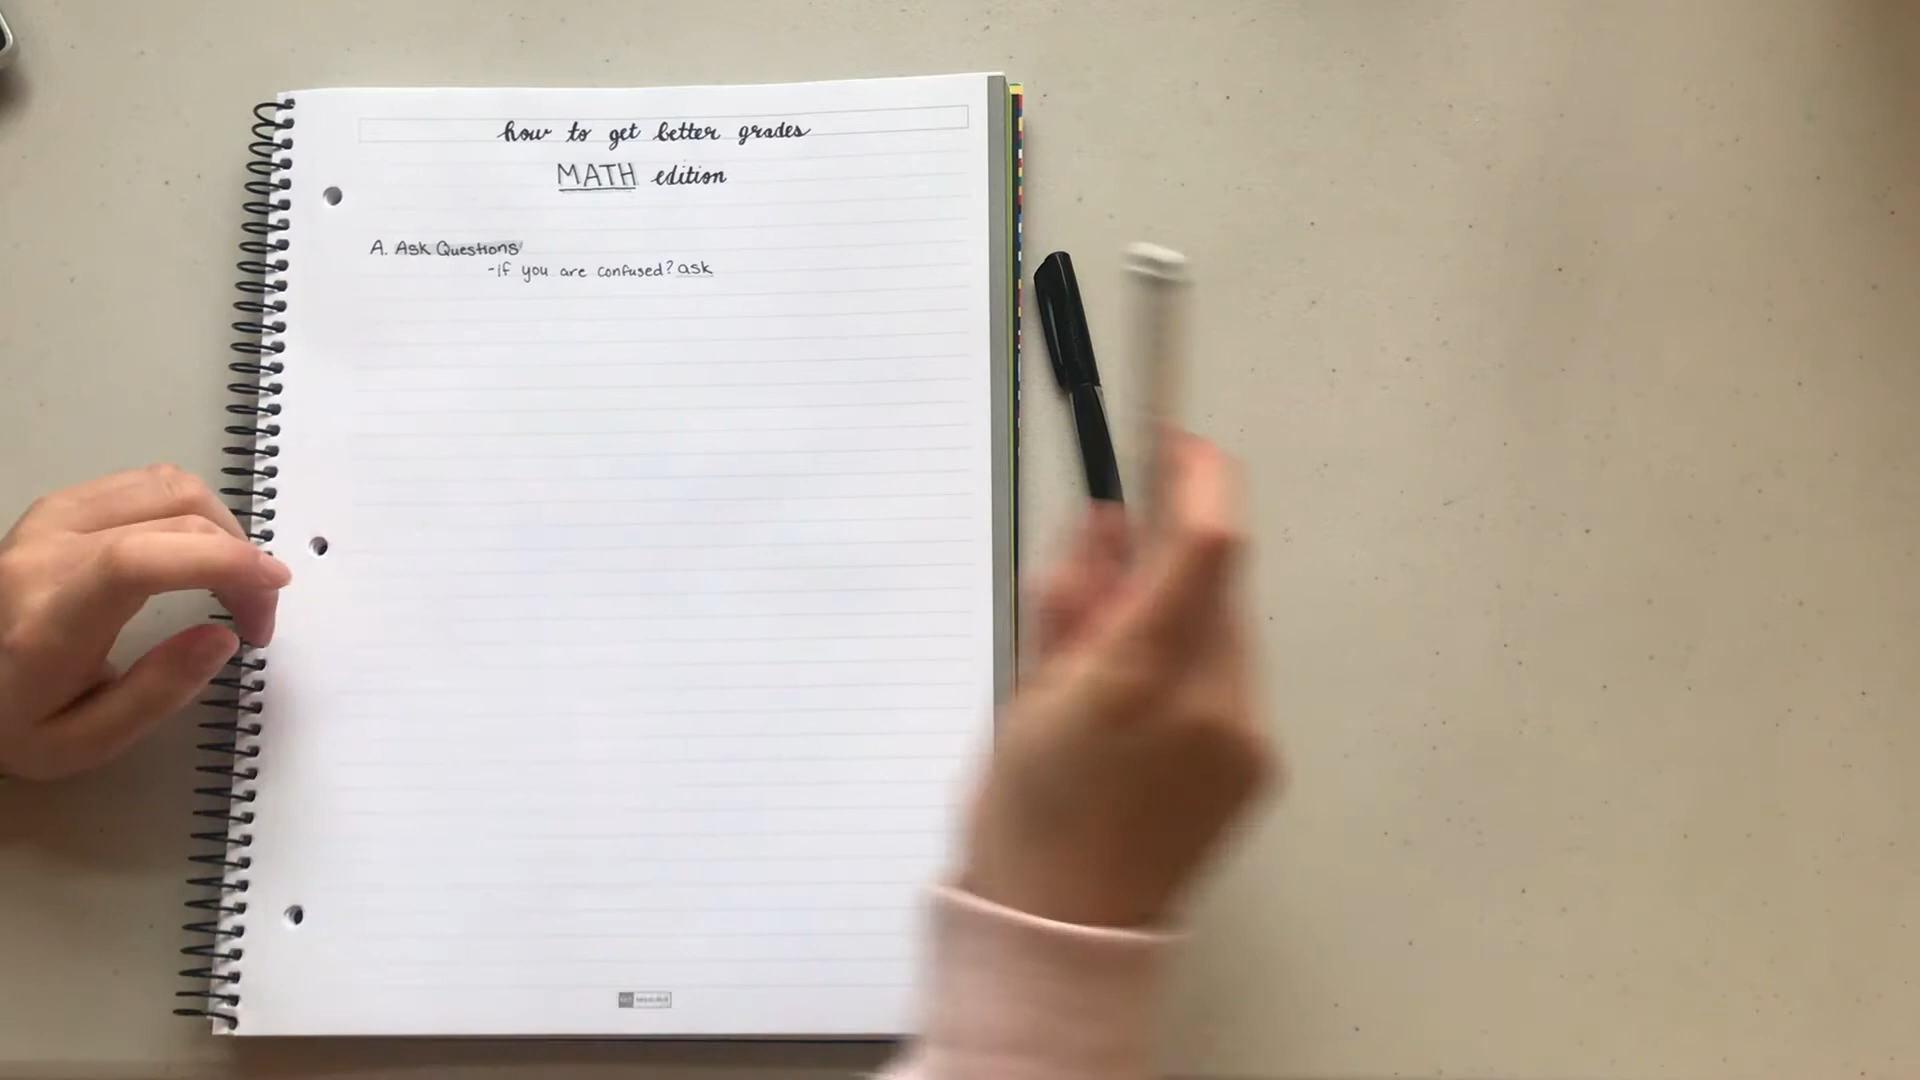 how to get better grades
MATH edition
A. Ask Questions
-if you are confused? ask